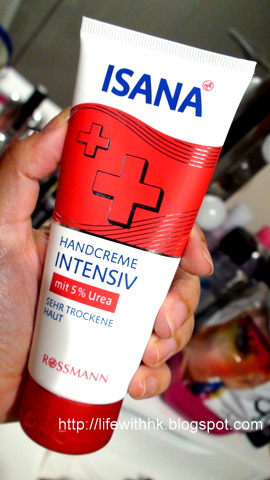 ISANA
HANDCREME
INTENSIV
mit 5% Urea
SEHR TROCKENE
HAUT
ROSSMANN
http://lifewithhk.blogspot.com